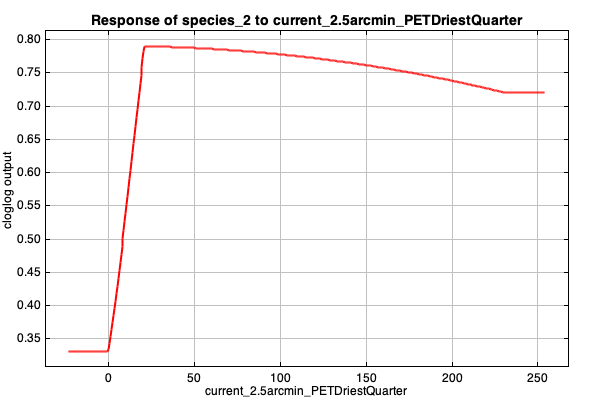 Response of species_2 to current_2.5arcmin_PETDriestQuarter
0.80
0.75
0.70
0.65
0.60
0.55
0.50
0.45
0.40
0.35
cloglog output
0 50 100 150 200 250
current_2.5arcmin_PETDriestQuarter